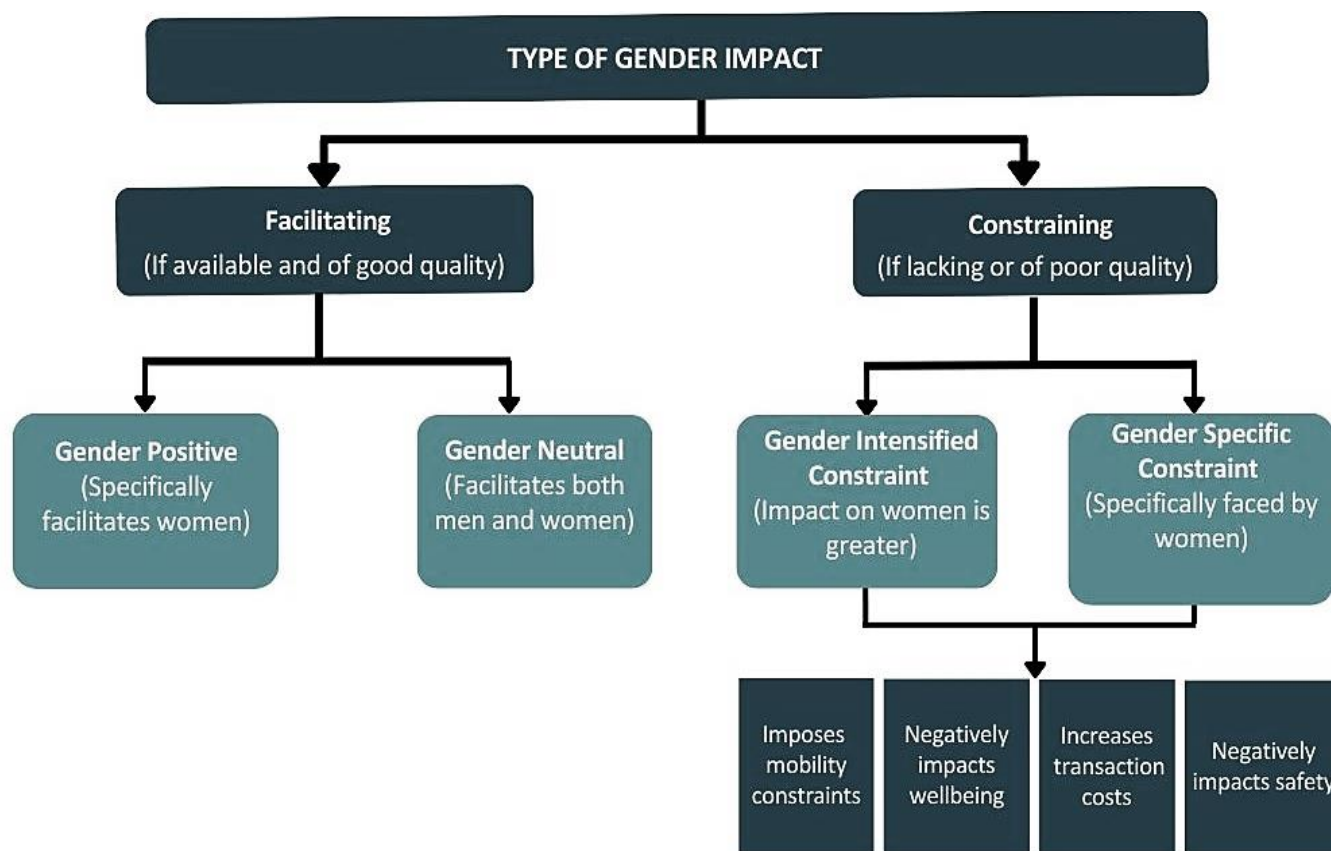 TYPE OF GENDER IMPACT
Facilitating
(If available and of good quality)
Constraining
(If lacking or of poor quality)
Gender Positive
(Specifically
facilitates women)
Gender Neutral
(Facilitates both
men and women)
Gender Intensified
Constraint
(Impact on women is
greater)
Gender Specific
Constraint
(Specifically faced by
women)
Imposes
mobility
constraints
Negatively
impacts
wellbeing
Increases
transaction
costs
Negatively
impacts safety